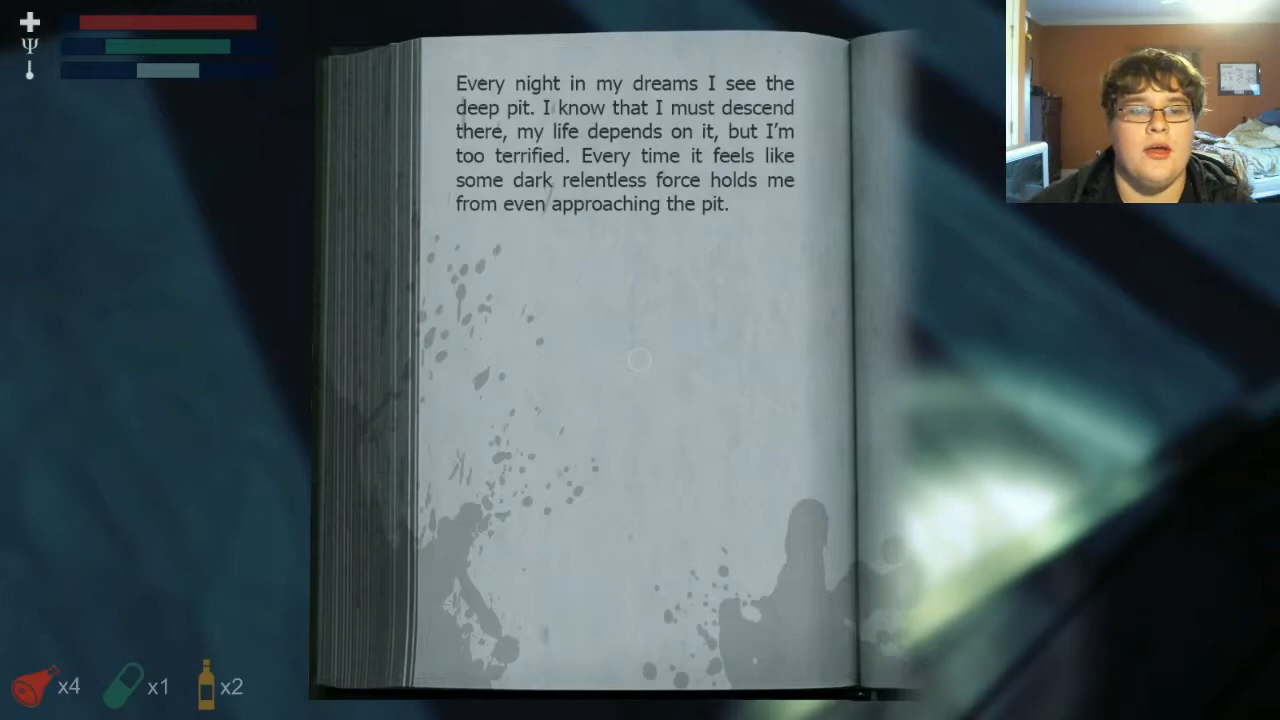 Every night in my dreams I see the
deep pit. I know that I must descend
there, my life depends on it, but I'm
too terrified. Every time it feels like
some dark relentless force holds me
from even approaching the pit.
x4
x1
x2